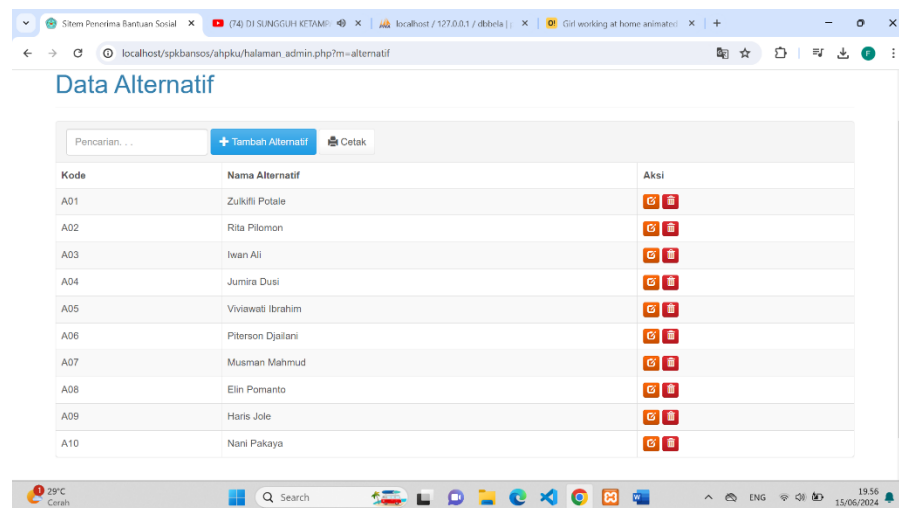 Sitem Penerima Bantuan Sosial
(74) DJ SUNGGUH KETAMP
localhost / 127.0.0.1 / dbbela |
Girl working at home animated
localhost/spkbansos/ahpku/halaman_admin.php?m=alternatif
Data Alternatif
Pencarian. . .
Tambah Alternatif
Cetak
Kode Nama Alternatif Aksi
A01 Zulkifli Potale
A02 Rita Pilomon
A03 Iwan Ali
A04 Jumira Dusi
A05 Viviawati Ibrahim
A06 Piterson Djailani
A07 Musman Mahmud
A08 Elin Pomanto
A09 Haris Jole
A10 Nani Pakaya
1
29°C
Cerah
Search
ENG
19.56
15/06/2024